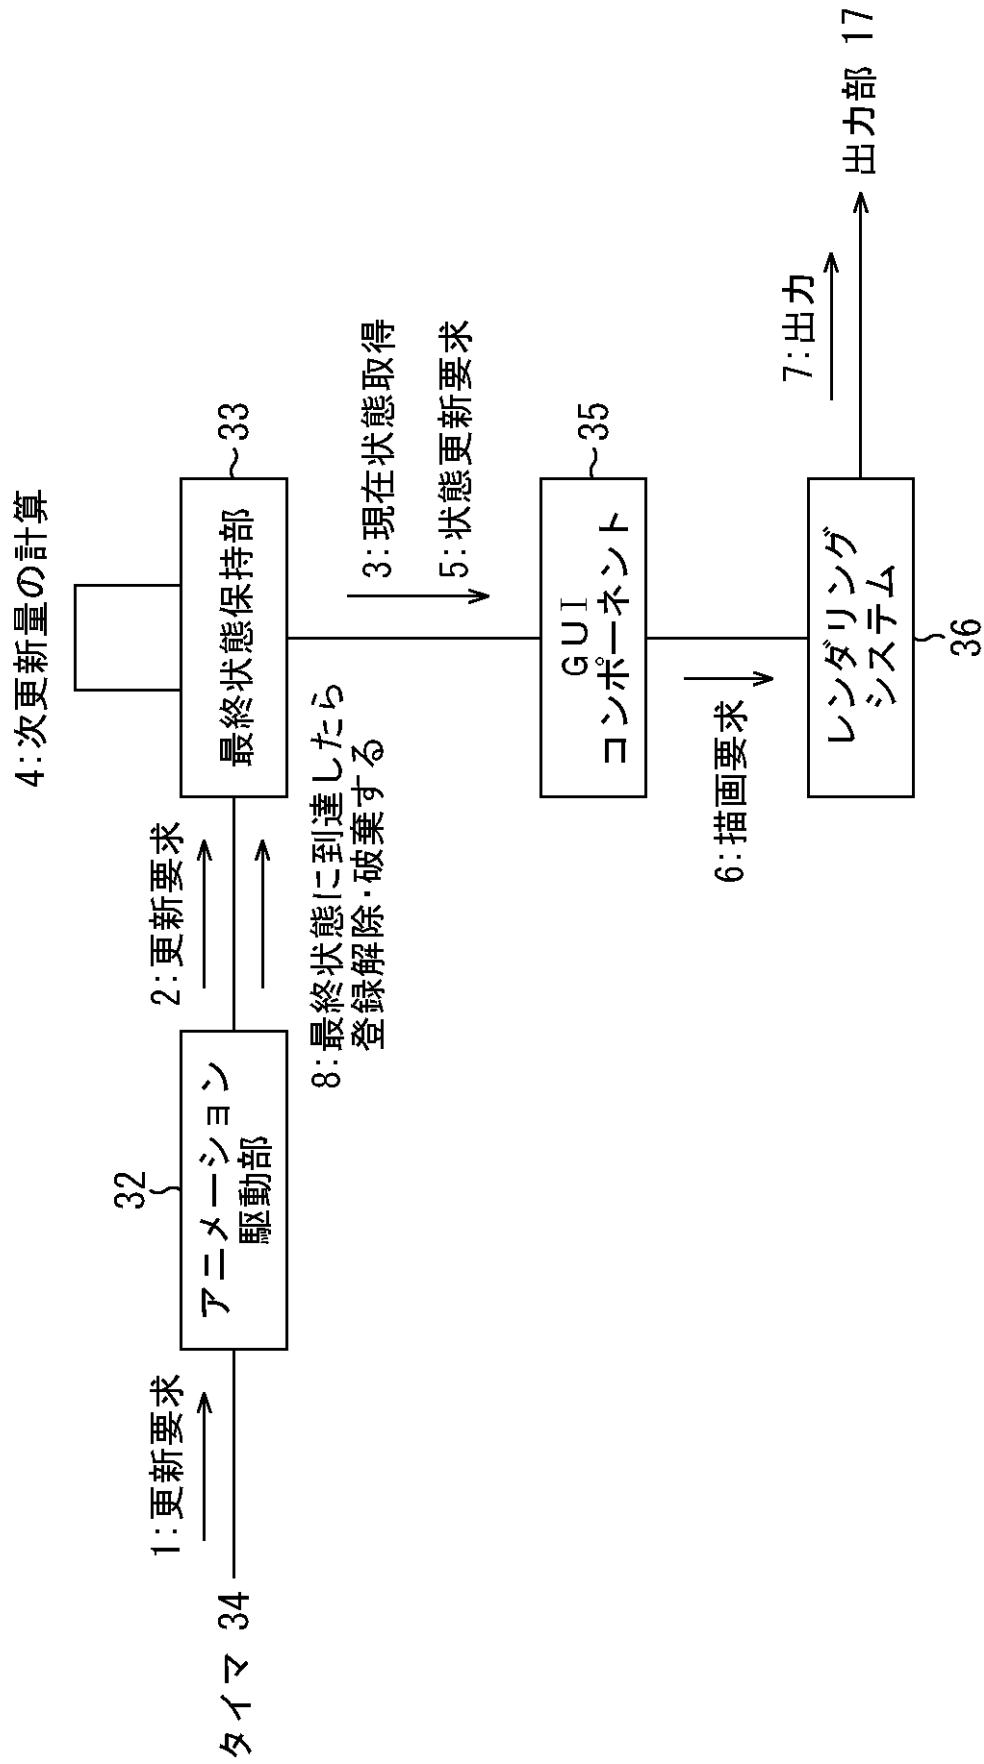 4:次更新量の計算
1:更新要求
32
2:更新要求
33
タイマ 34
アニメーション
駆動部
最終状態保持部
8:最終状態に到達したら
登録解除・破棄する
3:現在状態取得
5:状態更新要求
35
GUI
コンポーネント
6:描画要求
7:出力
レンダリング
システム
出力部 17
36